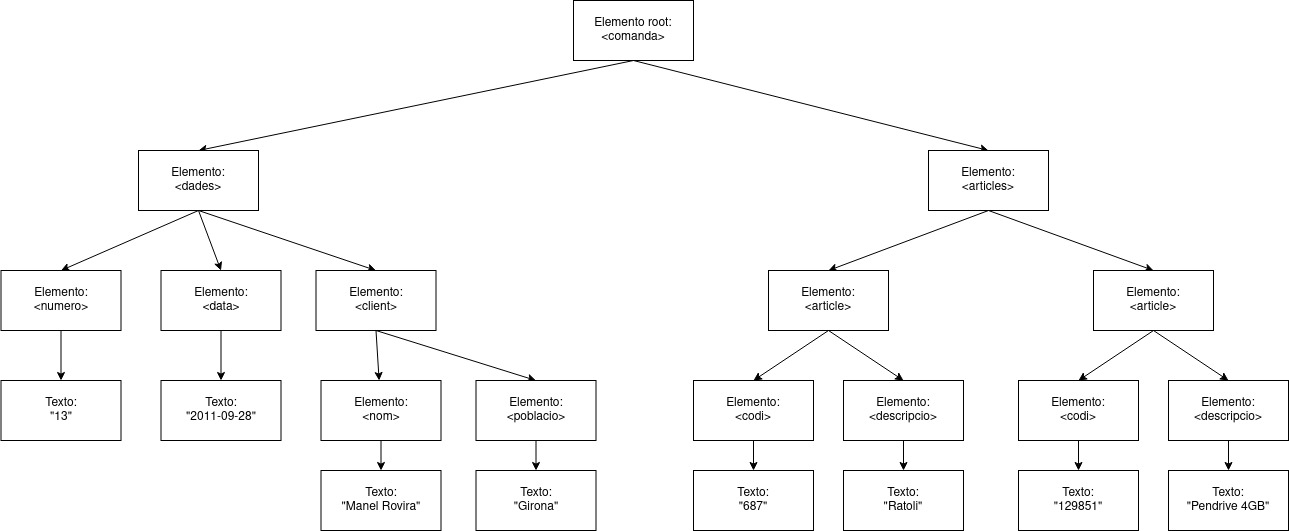 Elemento root:
<comanda>
Elemento:
<dades>
Elemento:
<articles>
Elemento:
<numero>
Elemento:
<data>
Elemento:
<client>
Elemento:
<article>
Elemento:
<article>
Texto:
"13"
Texto:
"2011-09-28"
Elemento:
<nom>
Elemento:
<poblacio>
Elemento:
<codi>
Elemento:
<descripcio>
Elemento:
<codi>
Elemento:
<descripcio>
Texto:
"Manel Rovira"
Texto:
"Girona"
Texto:
"687"
Texto:
"Ratoli"
Texto:
"129851"
Texto:
"Pendrive 4GB"